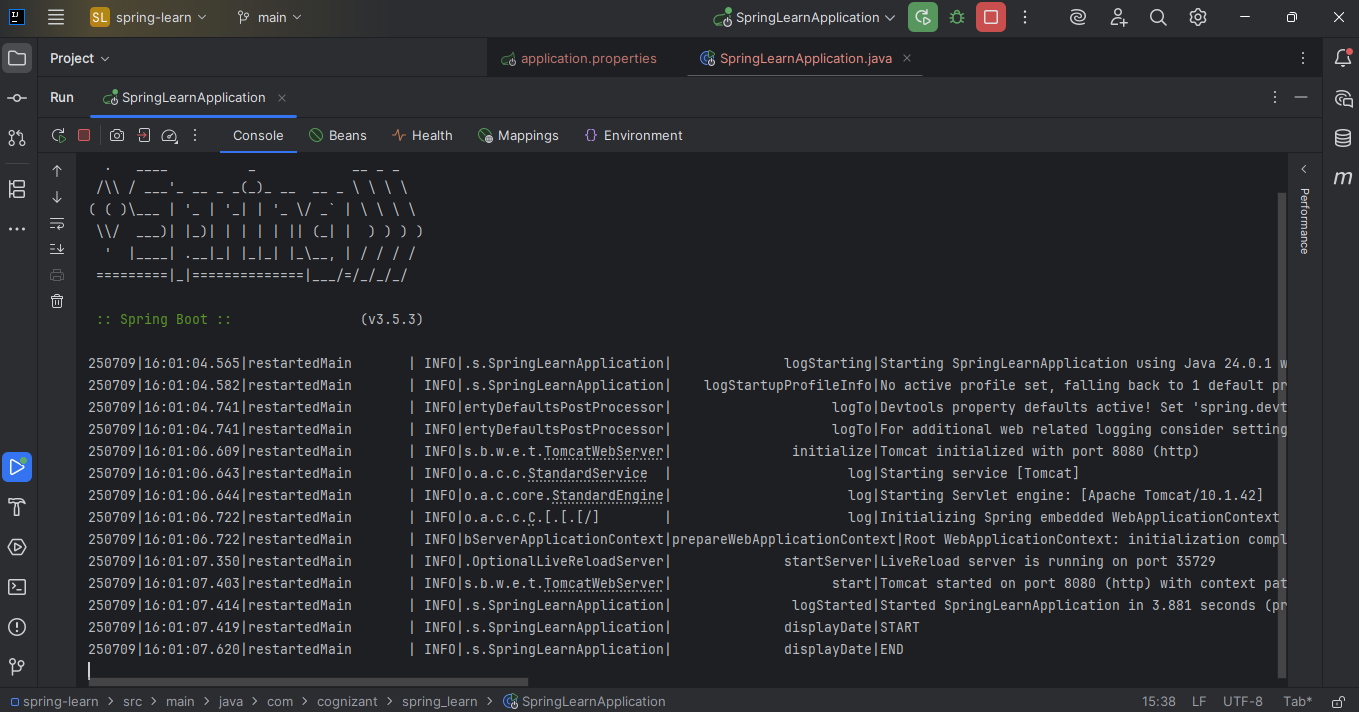 SL spring-learn main SpringLearnApplication
Project application.properties SpringLearnApplication.java
Run SpringLearnApplication
Console Beans Health Mappings Environment
  .   ____          _            __ _ _
 /\\ / ___'_ __ _ _(_)_ __  __ _ \ \ \ \
( ( )\___ | '_ | '_| | '_ \/ _` | \ \ \ \
 \\/  ___)| |_)| | | | | || (_| |  ) ) ) )
  '  |____| .__|_| |_|_| |_\__, | / / / /
 =========|_|==============|___/=/_/_/_/
Performance
 :: Spring Boot ::                (v3.5.3)
250709|16:01:04.565|restartedMain       | INFO|.s.SpringLearnApplication|              logStarting|Starting SpringLearnApplication using Java 24.0.1 w
250709|16:01:04.582|restartedMain       | INFO|.s.SpringLearnApplication|    logStartupProfileInfo|No active profile set, falling back to 1 default pr
250709|16:01:04.741|restartedMain       | INFO|ertyDefaultsPostProcessor|                    logTo|Devtools property defaults active! Set 'spring.devt
250709|16:01:04.741|restartedMain       | INFO|ertyDefaultsPostProcessor|                    logTo|For additional web related logging consider setting
250709|16:01:06.609|restartedMain       | INFO|s.b.w.e.t.TomcatWebServer|               initialize|Tomcat initialized with port 8080 (http)
250709|16:01:06.643|restartedMain       | INFO|o.a.c.c.StandardService  |                      log|Starting service [Tomcat]
250709|16:01:06.644|restartedMain       | INFO|o.a.c.core.StandardEngine|                      log|Starting Servlet engine: [Apache Tomcat/10.1.42]
250709|16:01:06.722|restartedMain       | INFO|o.a.c.c.C.[.[.[/]        |                      log|Initializing Spring embedded WebApplicationContext
250709|16:01:06.722|restartedMain       | INFO|bServerApplicationContext|prepareWebApplicationContext|Root WebApplicationContext: initialization compl
250709|16:01:07.350|restartedMain       | INFO|.OptionalLiveReloadServer|              startServer|LiveReload server is running on port 35729
250709|16:01:07.403|restartedMain       | INFO|s.b.w.e.t.TomcatWebServer|                    start|Tomcat started on port 8080 (http) with context pat
250709|16:01:07.414|restartedMain       | INFO|.s.SpringLearnApplication|               logStarted|Started SpringLearnApplication in 3.881 seconds (pr
250709|16:01:07.419|restartedMain       | INFO|.s.SpringLearnApplication|              displayDate|START
250709|16:01:07.620|restartedMain       | INFO|.s.SpringLearnApplication|              displayDate|END
spring-learn > src > main > java > com > cognizant > spring_learn > SpringLearnApplication 15:38 LF UTF-8 Tab*